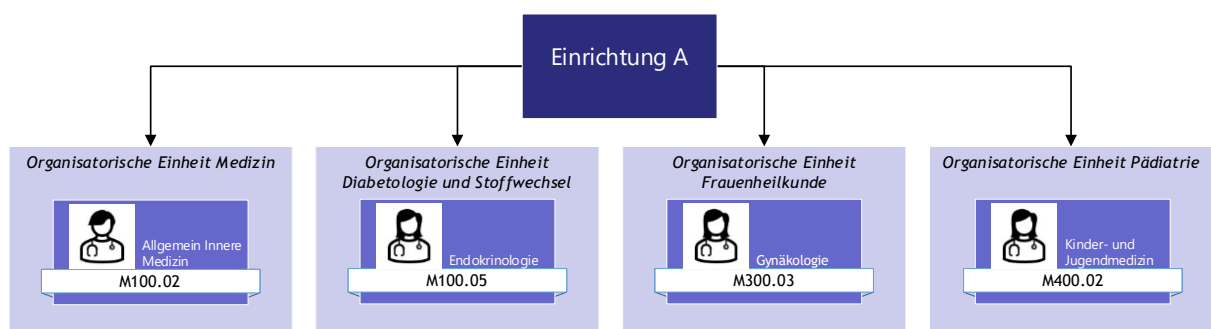 Einrichtung A
Organisatorische Einheit Medizin
Allgemein Innere
Medizin
M100.02
Organisatorische Einheit
Diabetologie und Stoffwechsel
Endokrinologie
M100.05
Organisatorische Einheit
Frauenheilkunde
Gynäkologie
M300.03
Organisatorische Einheit Pädiatrie
Kinder- und
Jugendmedizin
M400.02